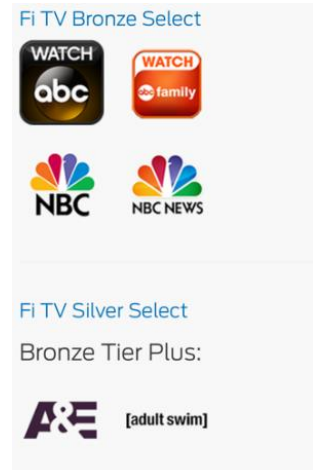 Fi TV Bronze Select
WATCH WATCH
abc abc family
NBC NBC NEWS
Fi TV Silver Select
Bronze Tier Plus:
A&E [adult swim]